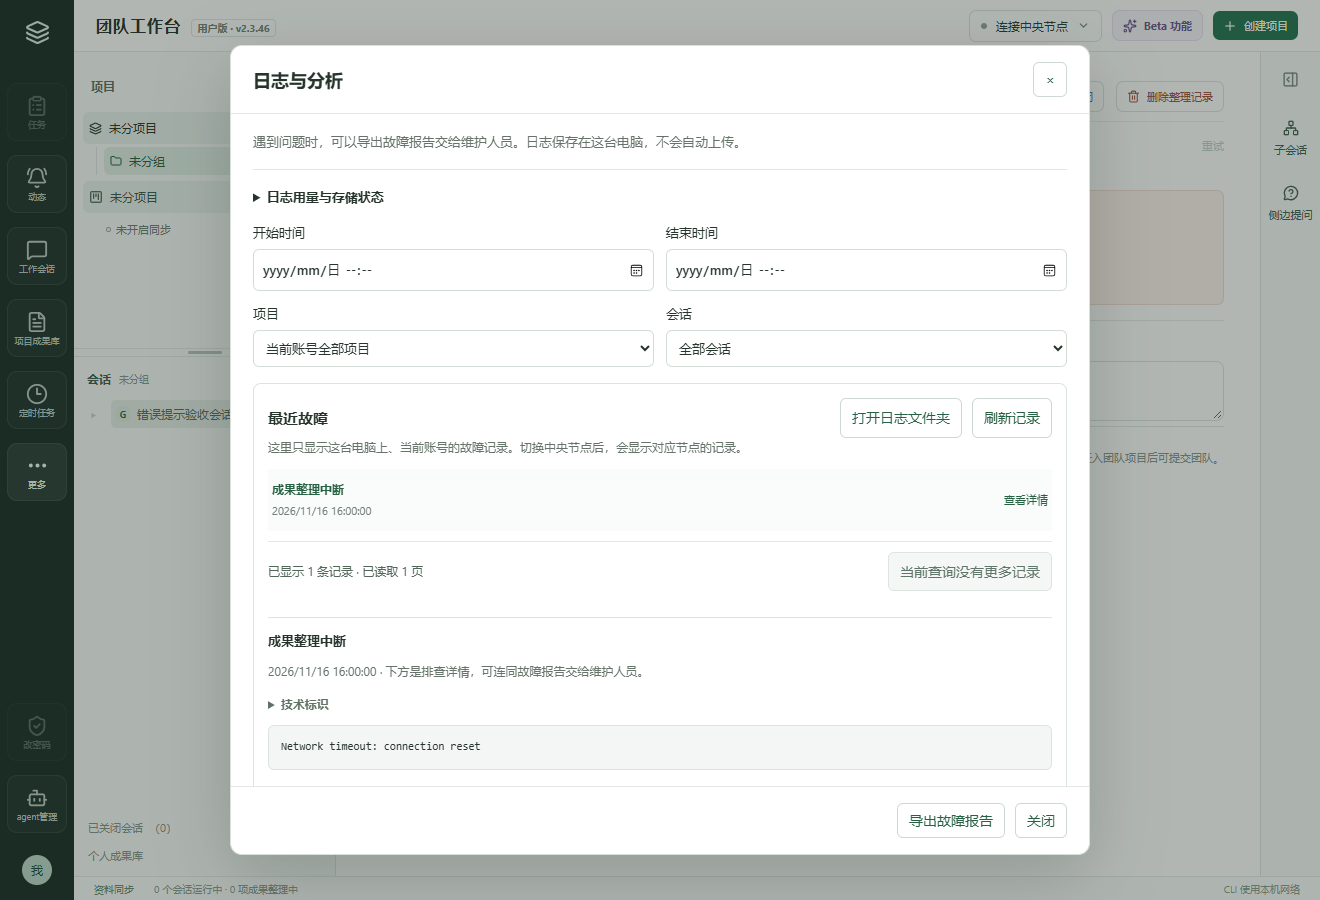 团队工作台 用户版 · v2.3.46
连接中央节点
Beta 功能
创建项目
任务
动态
工作会话
项目成果库
定时任务
更多
改密码
agent管理
我
项目
未分项目
未分组
未分项目
未开启同步
会话 未分组
G 错误提示验收会话
已关闭会话 (0)
个人成果库
日志与分析
×
遇到问题时，可以导出故障报告交给维护人员。日志保存在这台电脑，不会自动上传。
日志用量与存储状态
开始时间
结束时间
yyyy/mm/日 --:--
yyyy/mm/日 --:--
项目
会话
当前账号全部项目
全部会话
最近故障
打开日志文件夹
刷新记录
这里只显示这台电脑上、当前账号的故障记录。切换中央节点后，会显示对应节点的记录。
成果整理中断
2026/11/16 16:00:00
查看详情
已显示 1 条记录 · 已读取 1 页
当前查询没有更多记录
成果整理中断
2026/11/16 16:00:00 · 下方是排查详情，可连同故障报告交给维护人员。
技术标识
Network timeout: connection reset
导出故障报告
关闭
删除整理记录
重试
入团队项目后可提交团队。
子会话
侧边提问
资料同步
0 个会话运行中 · 0 项成果整理中
CLI 使用本机网络